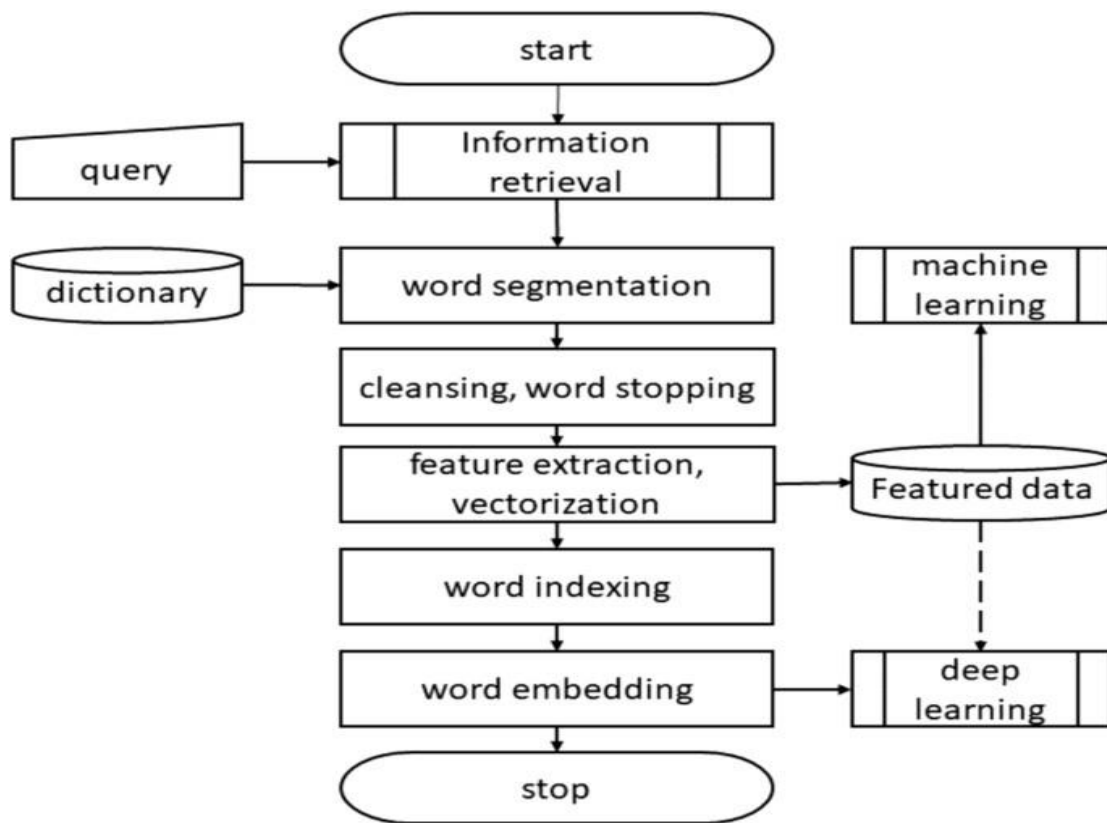 start
query
Information
retrieval
dictionary
word segmentation
machine
learning
cleansing, word stopping
feature extraction,
vectorization
Featured data
word indexing
word embedding
deep
learning
stop